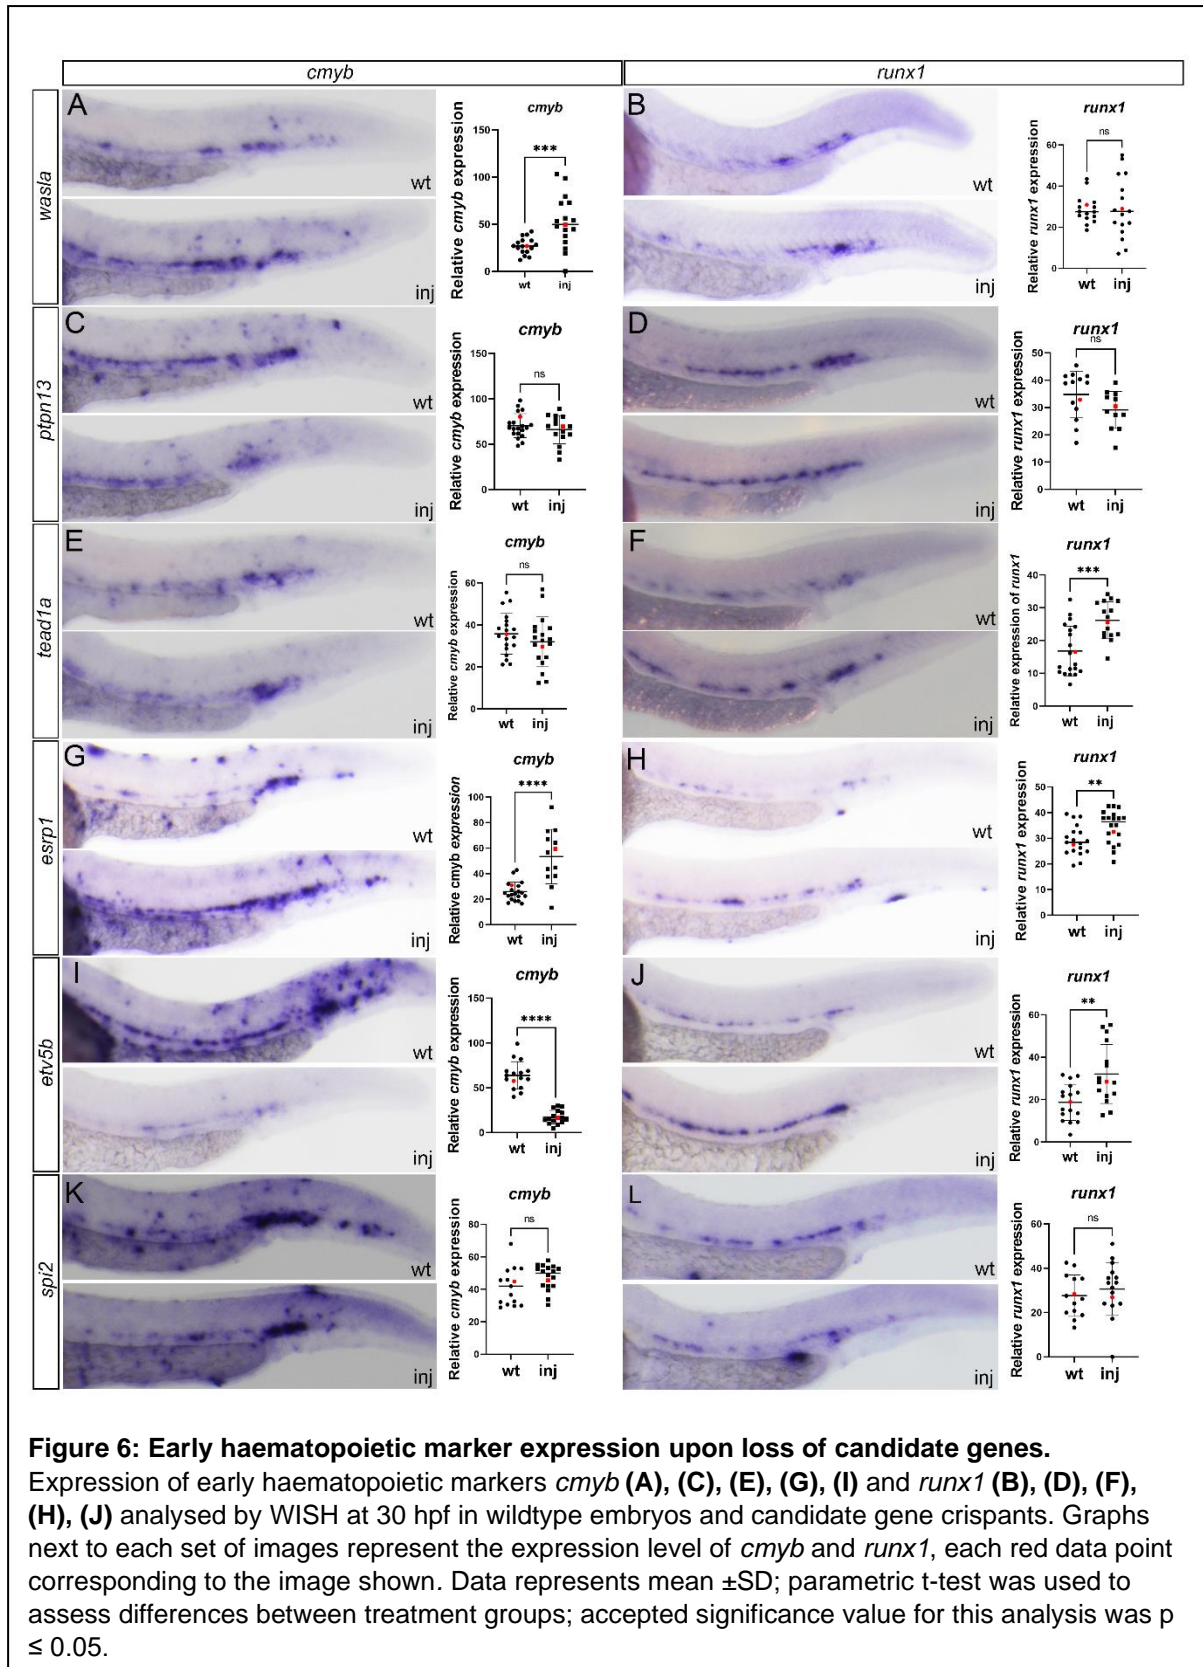 cmyb
runx1
wasla
A
wt
inj
cmyb
Relative cmyb expression
150
100
50
0
***
wt
inj
B
wt
inj
runx1
Relative runx1 expression
60
40
20
0
ns
wt
inj
ptpn13
C
wt
inj
cmyb
Relative cmyb expression
150
100
50
0
ns
wt
inj
D
wt
inj
runx1
Relative runx1 expression
50
40
30
20
10
0
ns
wt
inj
tead1a
E
wt
inj
cmyb
Relative cmyb expression
60
40
20
0
ns
wt
inj
F
wt
inj
runx1
Relative expression of runx1
40
30
20
10
0
***
wt
inj
esrp1
G
wt
inj
cmyb
Relative cmyb expression
100
80
60
40
20
0
****
wt
inj
H
wt
inj
runx1
Relative runx1 expression
50
40
30
20
10
0
**
wt
inj
etv5b
I
wt
inj
cmyb
Relative cmyb expression
150
100
50
0
****
wt
inj
J
wt
inj
runx1
Relative runx1 expression
60
40
20
0
**
wt
inj
spi2
K
wt
inj
cmyb
Relative cmyb expression
80
60
40
20
0
ns
wt
inj
L
wt
inj
runx1
Relative runx1 expression
60
40
20
0
ns
wt
inj
Figure 6: Early haematopoietic marker expression upon loss of candidate genes.
Expression of early haematopoietic markers cmyb (A), (C), (E), (G), (I) and runx1 (B), (D), (F),
(H), (J) analysed by WISH at 30 hpf in wildtype embryos and candidate gene crispants. Graphs
next to each set of images represent the expression level of cmyb and runx1, each red data point
corresponding to the image shown. Data represents mean ±SD; parametric t-test was used to
assess differences between treatment groups; accepted significance value for this analysis was p
≤ 0.05.